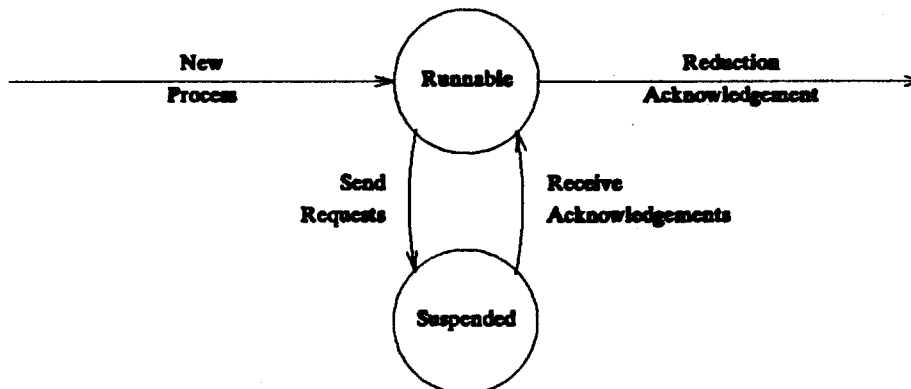 New
Process
Runnable
Reduction
Acknowledgement
Send
Requests
Receive
Acknowledgements
Suspended